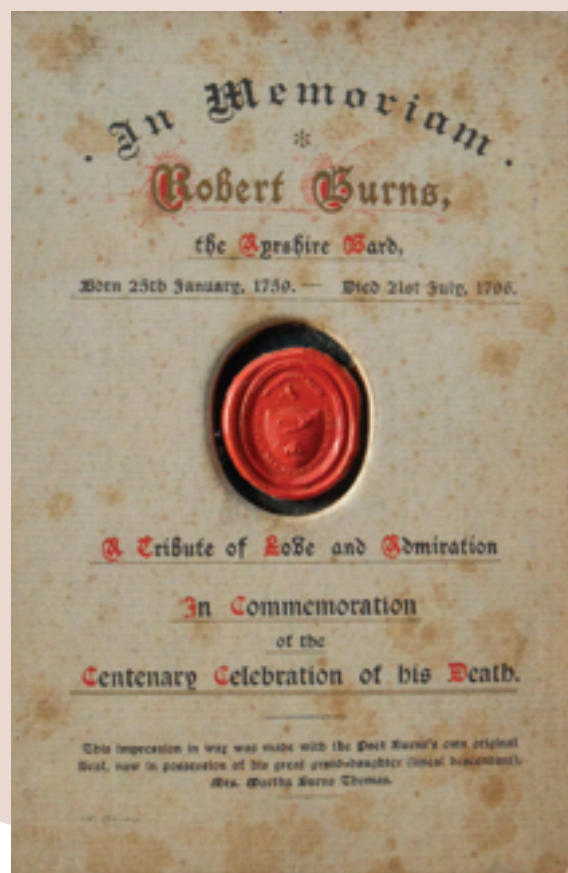 · In Memoriam. ·
*
Robert Burns,
the Ayrshire Bard,
Born 25th January, 1759. — Died 21st July, 1796.
A Tribute of Love and Admiration
In Commemoration
of the
Centenary Celebration of his Death.
This impression in wax was made with the Poet Burns's own original
Seal, now in possession of his great grand-daughter (lineal descendant),
Mrs. Martha Burns Thomas.